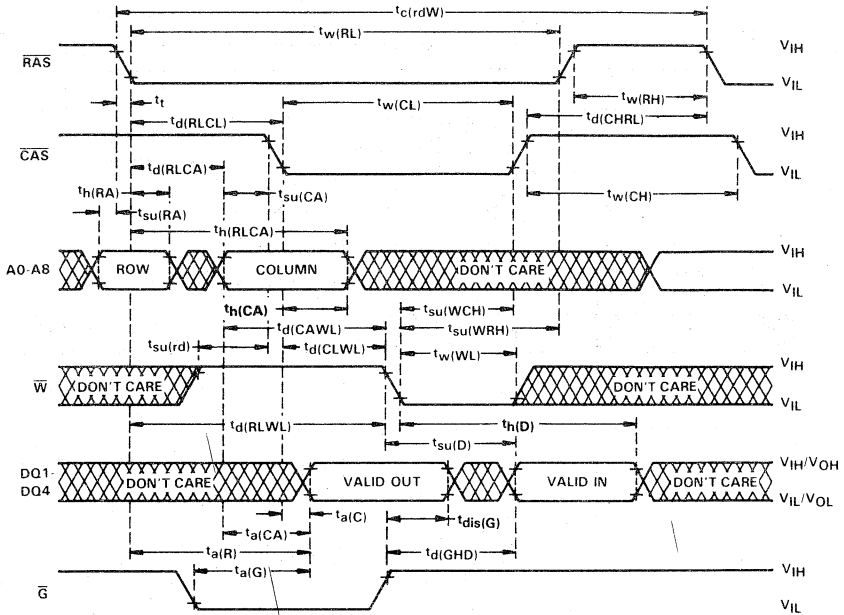 tc(rdW)
tw(RL)
RAS
VIH
VIL
tt
tw(CL)
tw(RH)
td(RLCL)
td(CHRL)
CAS
VIH
VIL
td(RLCA)
th(RA)
tsu(CA)
tw(CH)
tsu(RA)
th(RLCA)
A0-A8
ROW
COLUMN
DON'T CARE
VIH
VIL
th(CA)
tsu(WCH)
td(CAWL)
tsu(WRH)
tsu(rd)
td(CLWL)
tw(WL)
W
DON'T CARE
DON'T CARE
VIH
VIL
td(RLWL)
th(D)
tsu(D)
DQ1-
DQ4
DON'T CARE
VALID OUT
VALID IN
DON'T CARE
VIH/VOH
VIL/VOL
ta(C)
tdis(G)
ta(CA)
ta(R)
td(GHD)
ta(G)
G
VIH
VIL